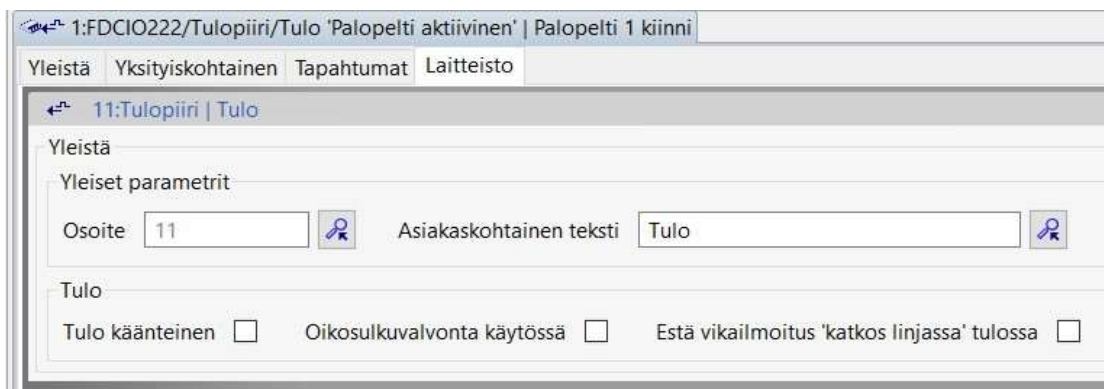 1:FDCIO222/Tulopiiri/Tulo 'Palopelti aktiivinen' | Palopelti 1 kiinni
Yleistä Yksityiskohtainen Tapahtumat Laitteisto
11:Tulopiiri | Tulo
Yleistä
Yleiset parametrit
Osoite 11 Asiakaskohtainen teksti Tulo
Tulo
Tulo käänteinen Oikosulkuvalvonta käytössä Estä vikailmoitus 'katkos linjassa' tulossa